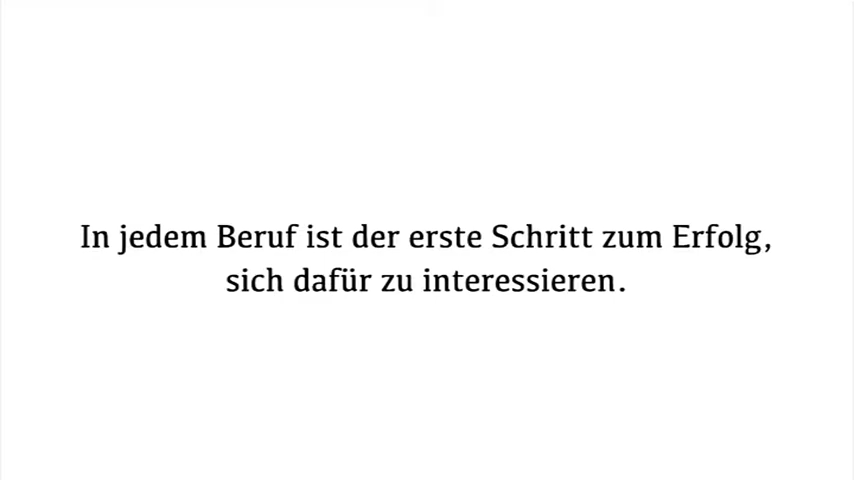 In jedem Beruf ist der erste Schritt zum Erfolg,
sich dafür zu interessieren.